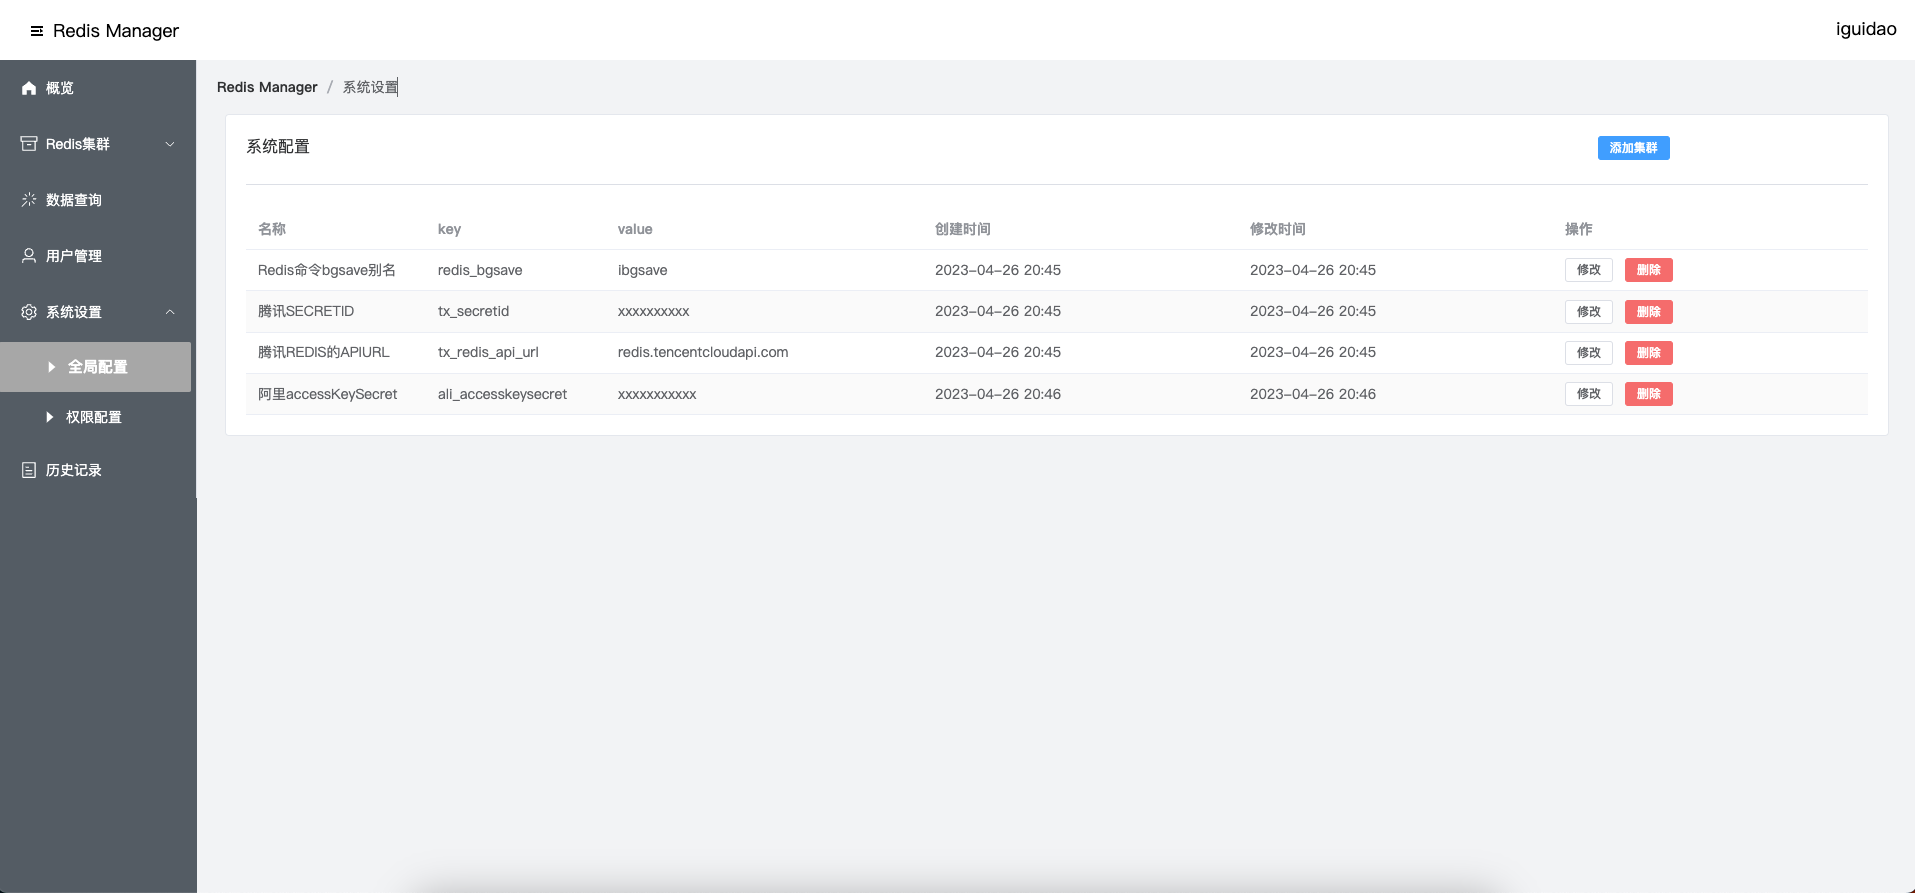 Redis Manager
iguidao
概览
Redis集群
数据查询
用户管理
系统设置
全局配置
权限配置
历史记录
Redis Manager / 系统设置
系统配置
添加集群
名称 key value 创建时间 修改时间 操作
Redis命令bgsave别名 redis_bgsave ibgsave 2023-04-26 20:45 2023-04-26 20:45 修改 删除
腾讯SECRETID tx_secretid xxxxxxxxxx 2023-04-26 20:45 2023-04-26 20:45 修改 删除
腾讯REDIS的APIURL tx_redis_api_url redis.tencentcloudapi.com 2023-04-26 20:45 2023-04-26 20:45 修改 删除
阿里accessKeySecret ali_accesskeysecret xxxxxxxxxxx 2023-04-26 20:46 2023-04-26 20:46 修改 删除